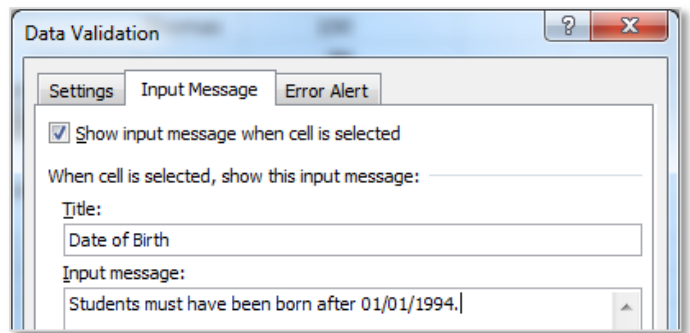 Data Validation
Settings Input Message Error Alert
Show input message when cell is selected
When cell is selected, show this input message:
Title:
Date of Birth
Input message:
Students must have been born after 01/01/1994.